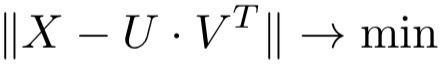 ‖X − U · V^T‖ → min